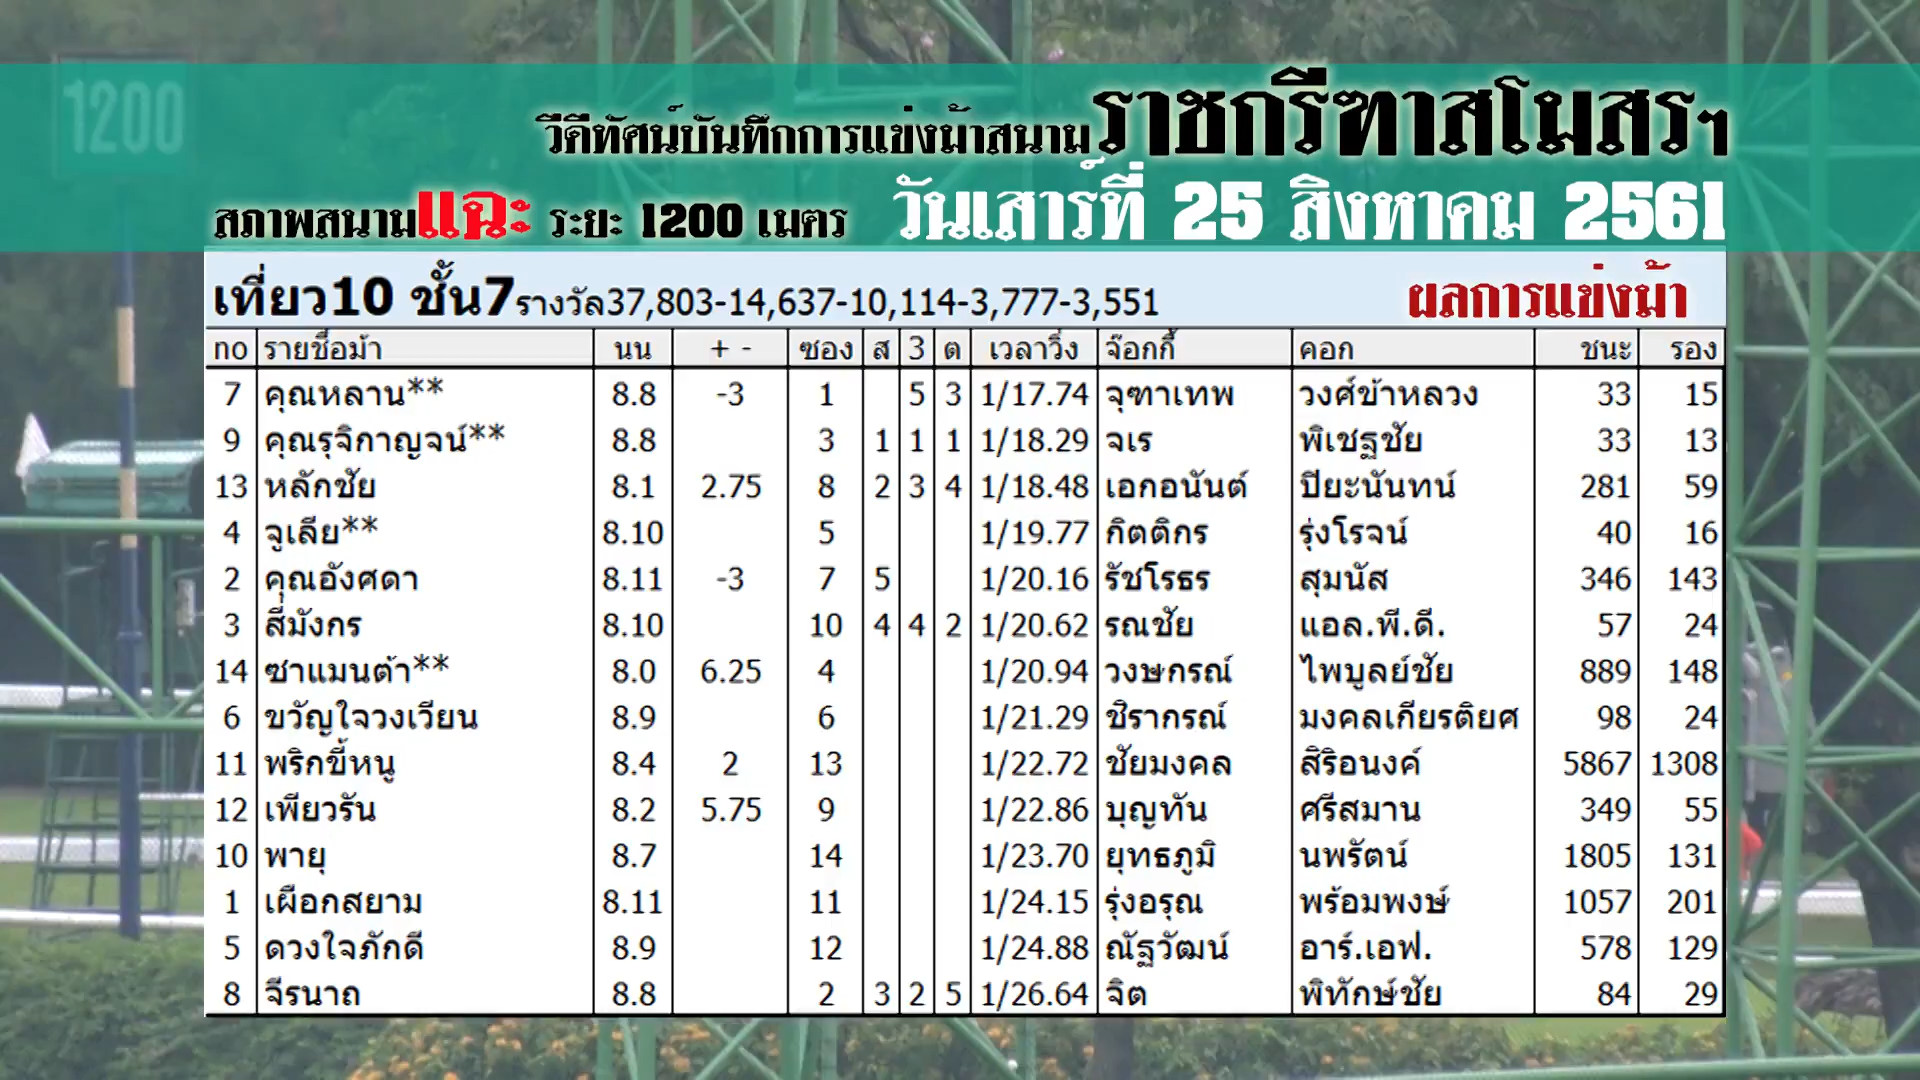 1200
วีดีทัศน์บันทึกการแข่งม้าสนามราชกรีฑาสโมสรฯ
สภาพสนามแฉะ ระยะ 1200 เมตร วันเสาร์ที่ 25 สิงหาคม 2561
เที่ยว10 ชั้น7รางวัล37,803-14,637-10,114-3,777-3,551 ผลการแข่งม้า
no รายชื่อม้า นน + - ซอง ส 3 ต เวลาวิ่ง จ๊อกกี้ คอก ชนะ รอง
7 คุณหลาน** 8.8 -3 1 5 3 1/17.74 จุฑาเทพ วงศ์ข้าหลวง 33 15
9 คุณรุจิกาญจน์** 8.8 3 1 1 1 1/18.29 จเร พิเชฐชัย 33 13
13 หลักชัย 8.1 2.75 8 2 3 4 1/18.48 เอกอนันต์ ปิยะนันทน์ 281 59
4 จูเลีย** 8.10 5 1/19.77 กิตติกร รุ่งโรจน์ 40 16
2 คุณอังศดา 8.11 -3 7 5 1/20.16 รัชโรธร สุมนัส 346 143
3 สี่มังกร 8.10 10 4 4 2 1/20.62 รณชัย แอล.พี.ดี. 57 24
14 ซาแมนต้า** 8.0 6.25 4 1/20.94 วงษกรณ์ ไพบูลย์ชัย 889 148
6 ขวัญใจวงเวียน 8.9 6 1/21.29 ชิรากรณ์ มงคลเกียรติยศ 98 24
11 พริกขี้หนู 8.4 2 13 1/22.72 ชัยมงคล สิริอนงค์ 5867 1308
12 เพียวรัน 8.2 5.75 9 1/22.86 บุญทัน ศรีสมาน 349 55
10 พายุ 8.7 14 1/23.70 ยุทธภูมิ นพรัตน์ 1805 131
1 เผือกสยาม 8.11 11 1/24.15 รุ่งอรุณ พร้อมพงษ์ 1057 201
5 ดวงใจภักดี 8.9 12 1/24.88 ณัฐวัฒน์ อาร์.เอฟ. 578 129
8 จีรนาถ 8.8 2 3 2 5 1/26.64 จิต พิทักษ์ชัย 84 29